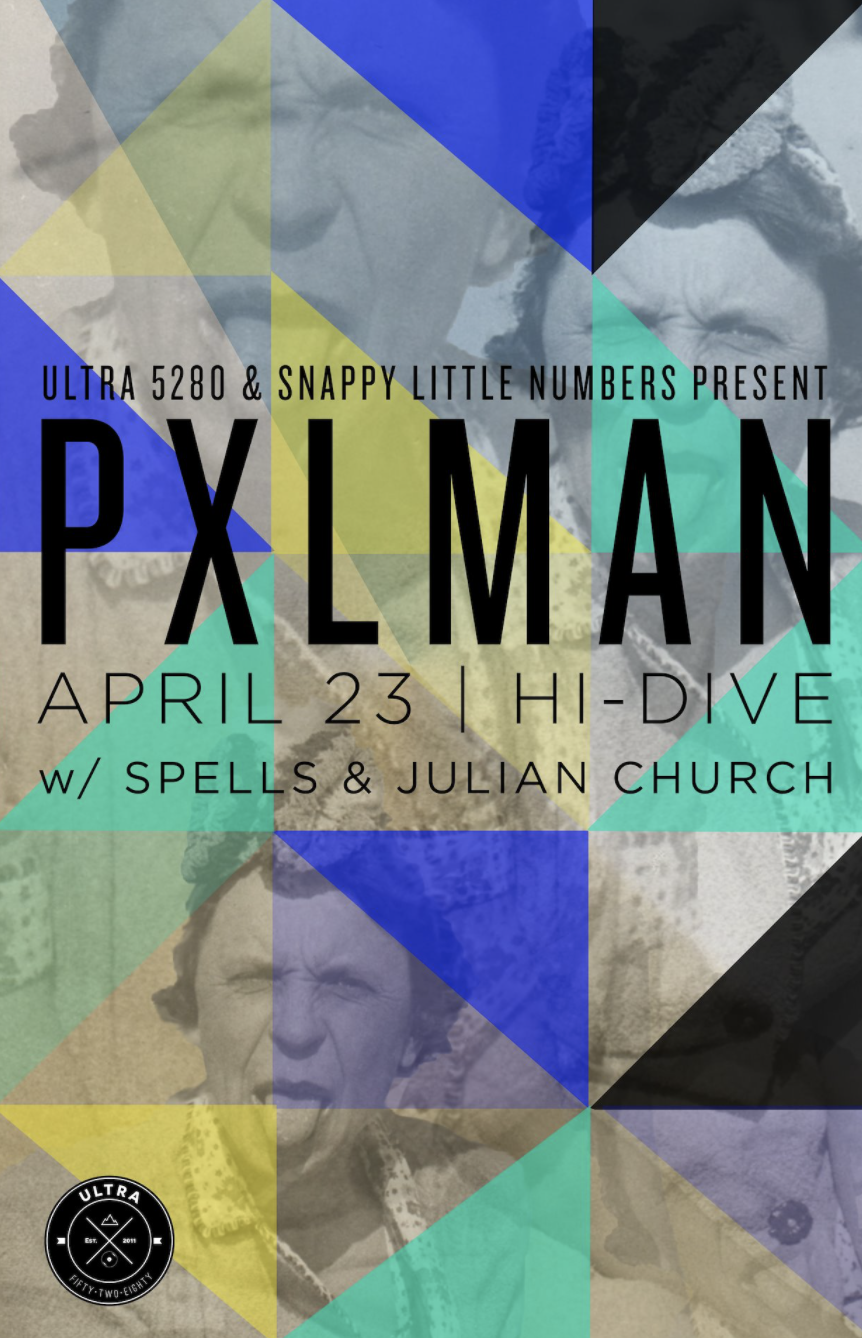 ULTRA 5280 & SNAPPY LITTLE NUMBERS PRESENT
PXLMAN
APRIL 23 | HI-DIVE
w/ SPELLS & JULIAN CHURCH
ULTRA
EST. 2011
FIFTY-TWO-EIGHTY